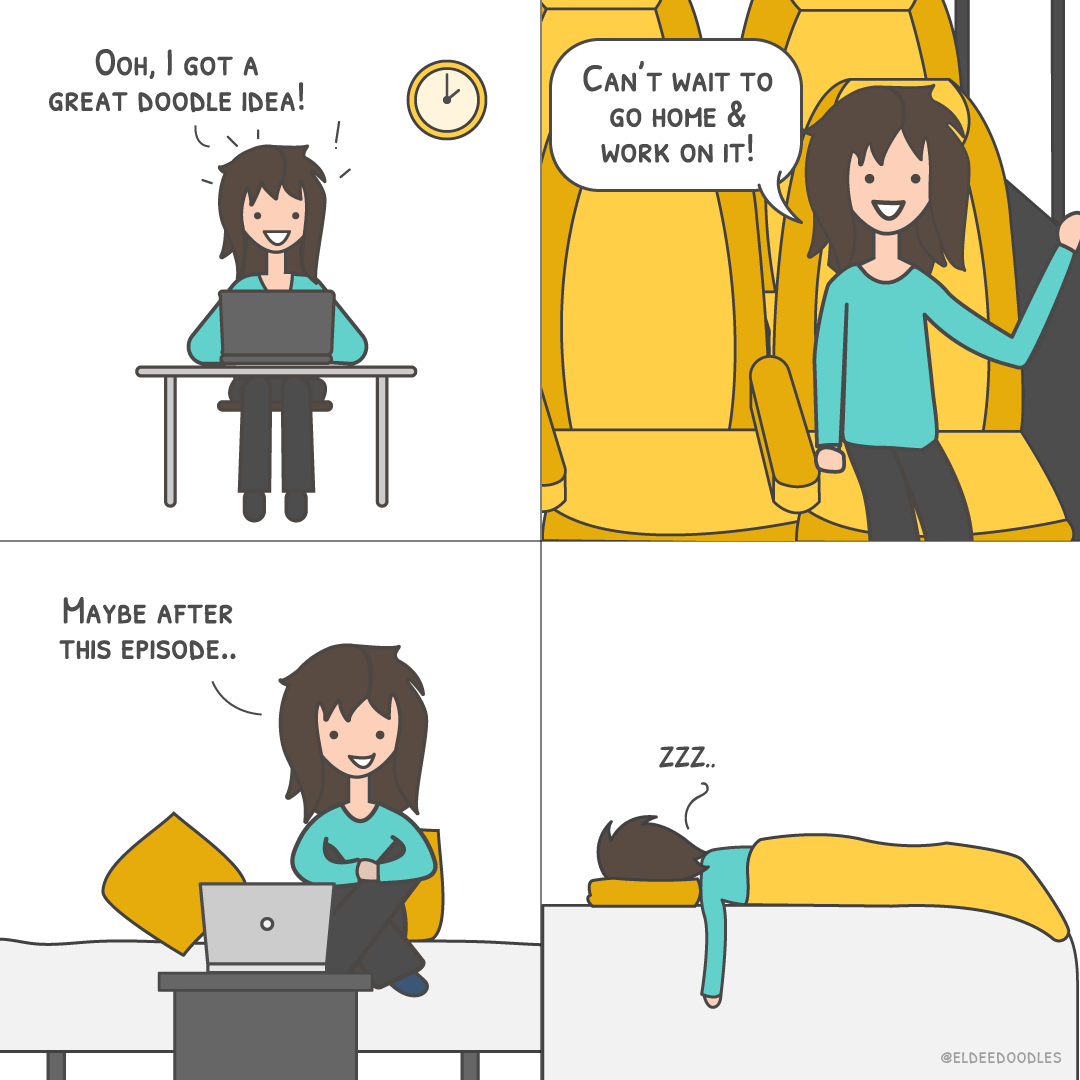 Ooh, I got a
great doodle idea!
Can't wait to
go home &
work on it!
Maybe after
this episode..
zzz..
@ELDEEDOODLES